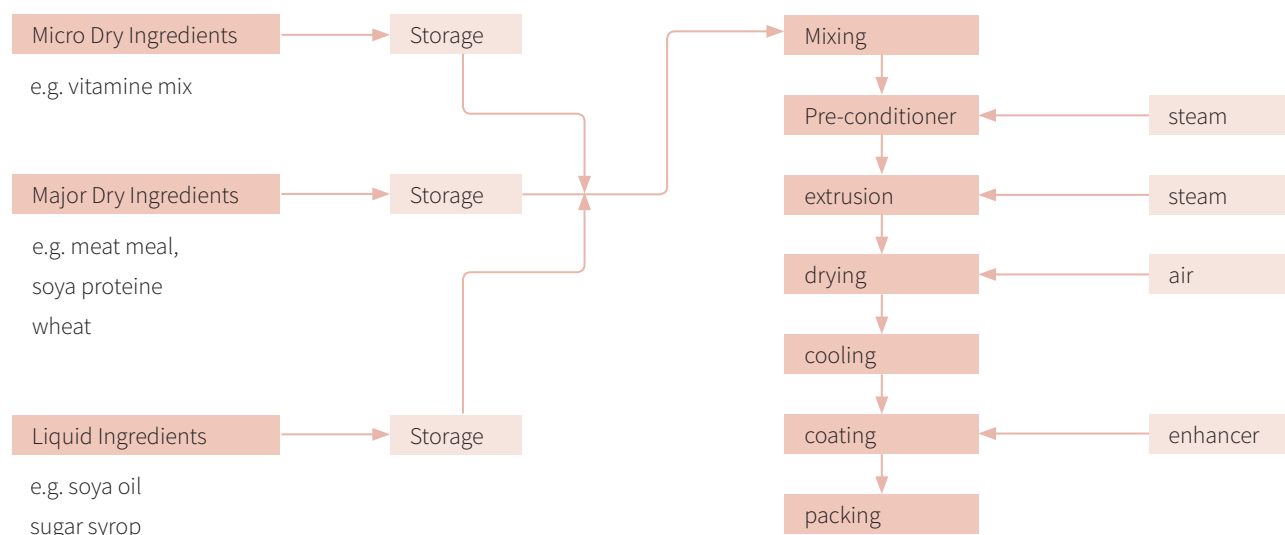 Micro Dry Ingredients
Storage
e.g. vitamine mix
Major Dry Ingredients
Storage
e.g. meat meal,
soya proteine
wheat
Liquid Ingredients
Storage
e.g. soya oil
sugar syrop
Mixing
Pre-conditioner
steam
extrusion
steam
drying
air
cooling
coating
enhancer
packing